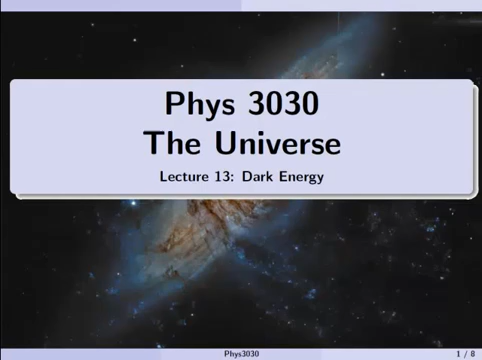 Phys 3030
The Universe
Lecture 13: Dark Energy
Phys3030
1 / 8